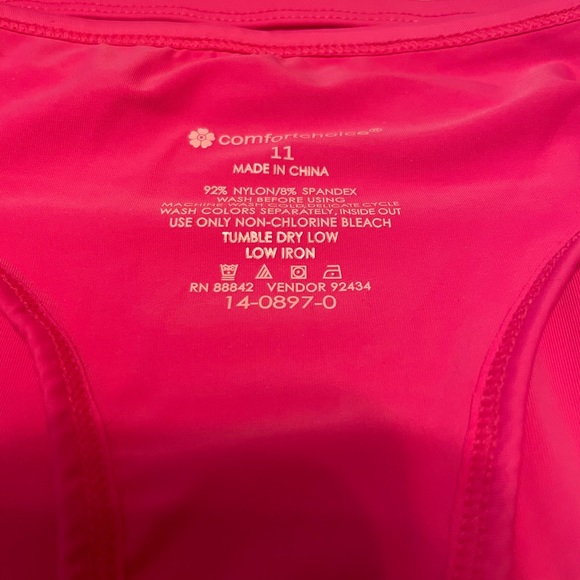 comfortchoice®
11
MADE IN CHINA
92% NYLON/8% SPANDEX
WASH BEFORE USING
MACHINE WASH COLD, DELICATE CYCLE
WASH COLORS SEPARATELY, INSIDE OUT
USE ONLY NON-CHLORINE BLEACH
TUMBLE DRY LOW
LOW IRON
RN 88842 VENDOR 92434
14-0897-0